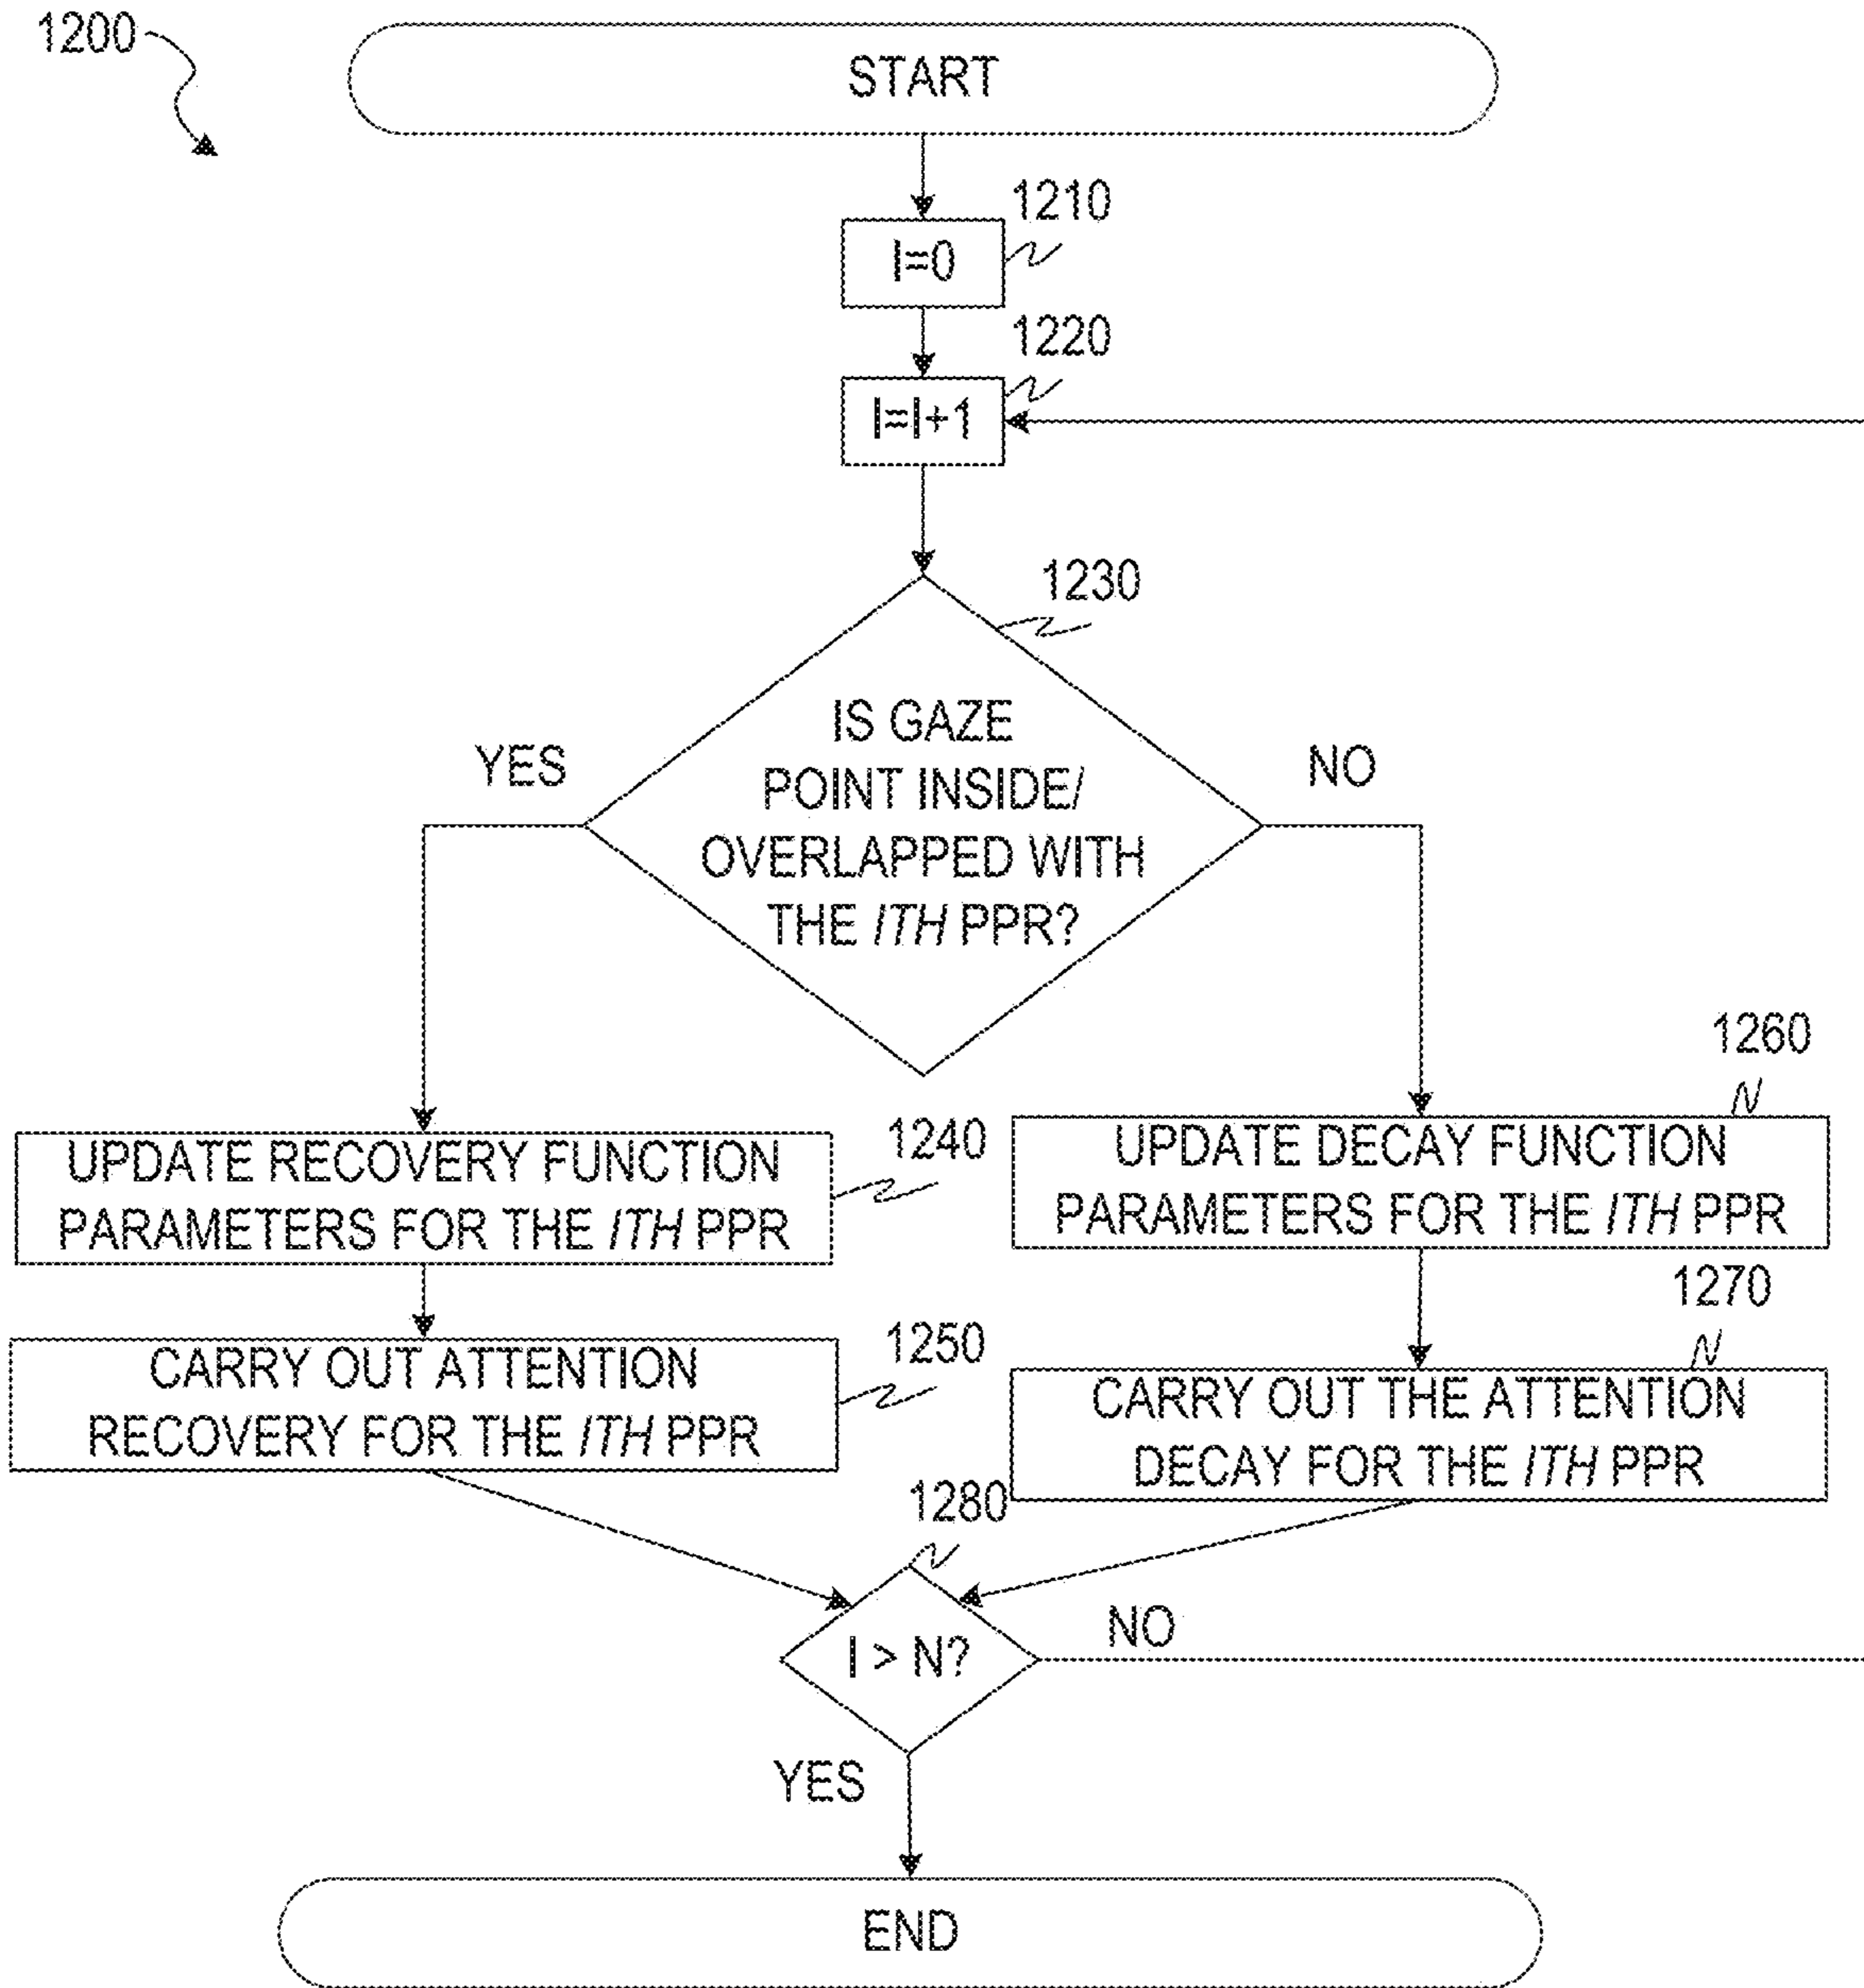 1200
START
1210
I=0
1220
I=I+1
1230
IS GAZE
POINT INSIDE/
OVERLAPPED WITH
THE ITH PPR?
YES
NO
1240
UPDATE RECOVERY FUNCTION
PARAMETERS FOR THE ITH PPR
1260
UPDATE DECAY FUNCTION
PARAMETERS FOR THE ITH PPR
1250
CARRY OUT ATTENTION
RECOVERY FOR THE ITH PPR
1270
CARRY OUT THE ATTENTION
DECAY FOR THE ITH PPR
1280
I > N?
NO
YES
END